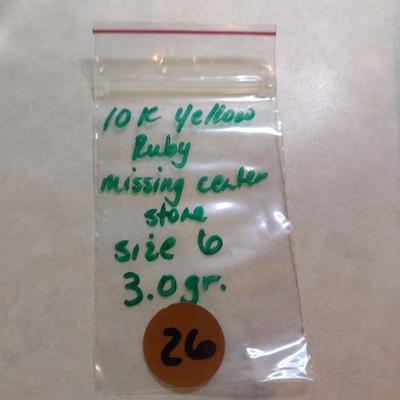 10K Yellow
Ruby
missing center
stone
size 6
3.0gr.
26